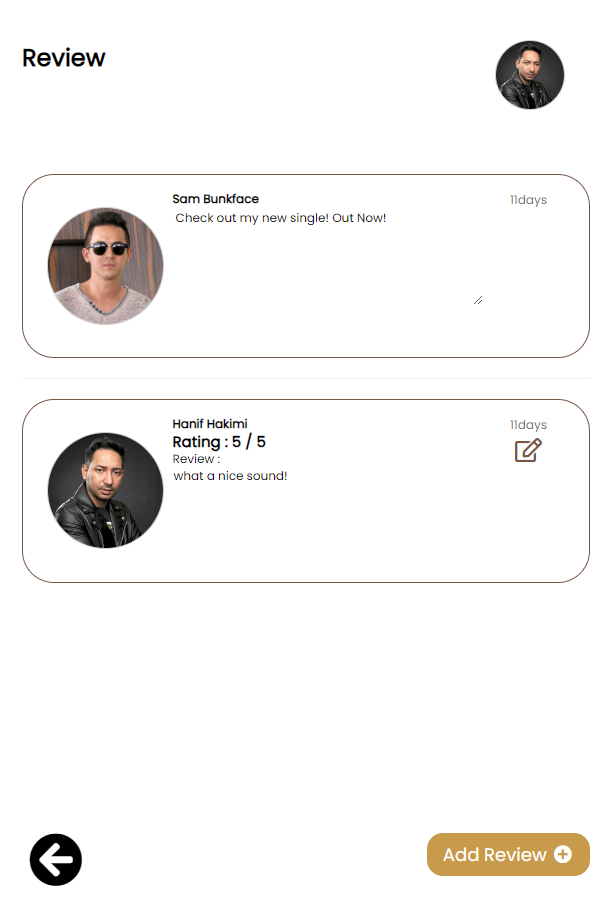 Review
Sam Bunkface
11days
Check out my new single! Out Now!
Hanif Hakimi
11days
Rating : 5 / 5
Review :
what a nice sound!
Add Review